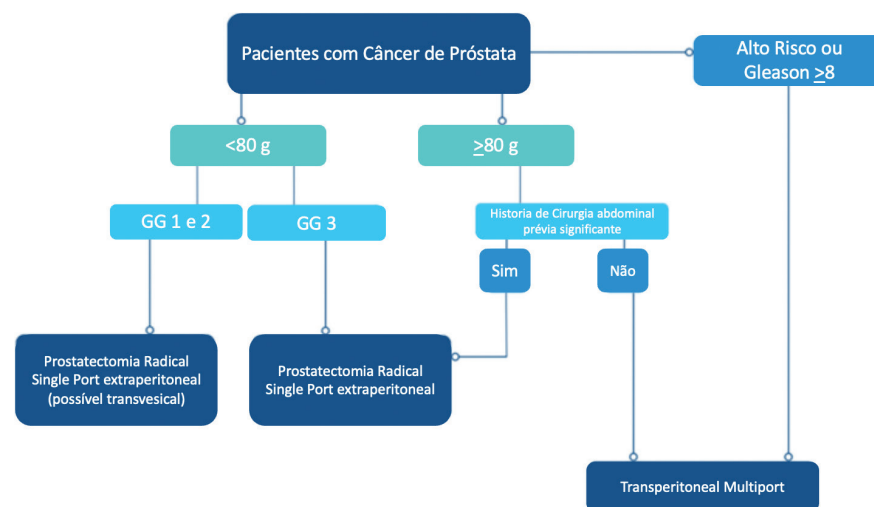 Pacientes com Câncer de Próstata
Alto Risco ou
Gleason ≥8
<80 g
≥80 g
GG 1 e 2
GG 3
Historia de Cirurgia abdominal
prévia significante
Sim
Não
Prostatectomia Radical
Single Port extraperitoneal
(possível transvesical)
Prostatectomia Radical
Single Port extraperitoneal
Transperitoneal Multiport